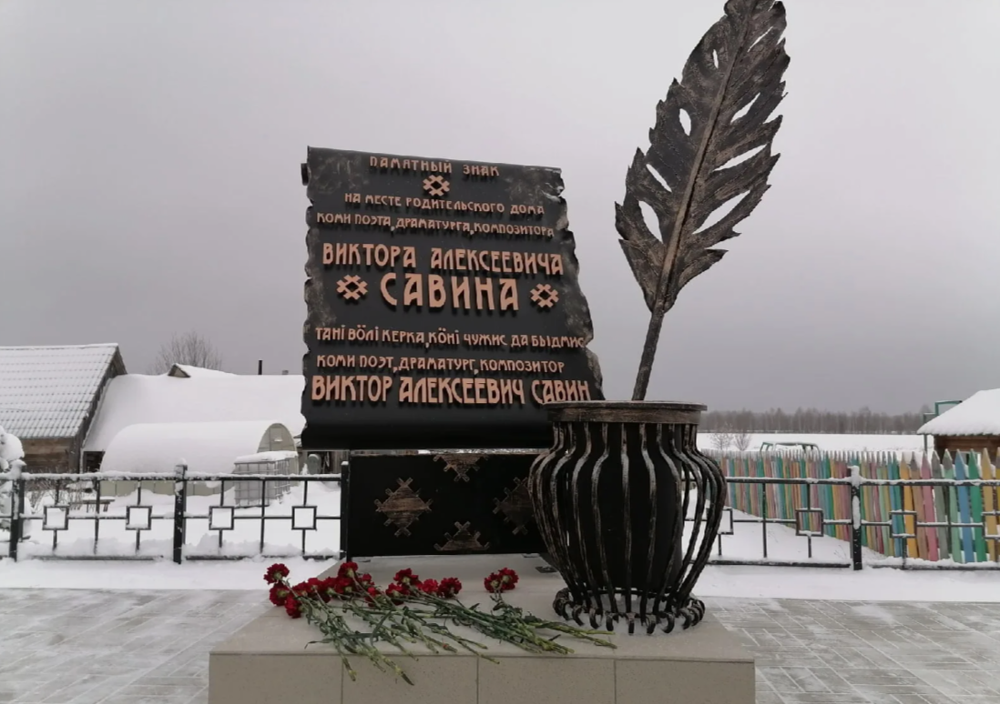 ПАМЯТНЫЙ ЗНАК
НА МЕСТЕ РОДИТЕЛЬСКОГО ДОМА
КОМИ ПОЭТА, ДРАМАТУРГА, КОМПОЗИТОРА
ВИКТОРА АЛЕКСЕЕВИЧА
САВИНА
ТАНІ ВӦЛІ КЕРКА, КӦНІ ЧУЖИС ДА БЫДМИС
КОМИ ПОЭТ, ДРАМАТУРГ, КОМПОЗИТОР
ВИКТОР АЛЕКСЕЕВИЧ САВИН